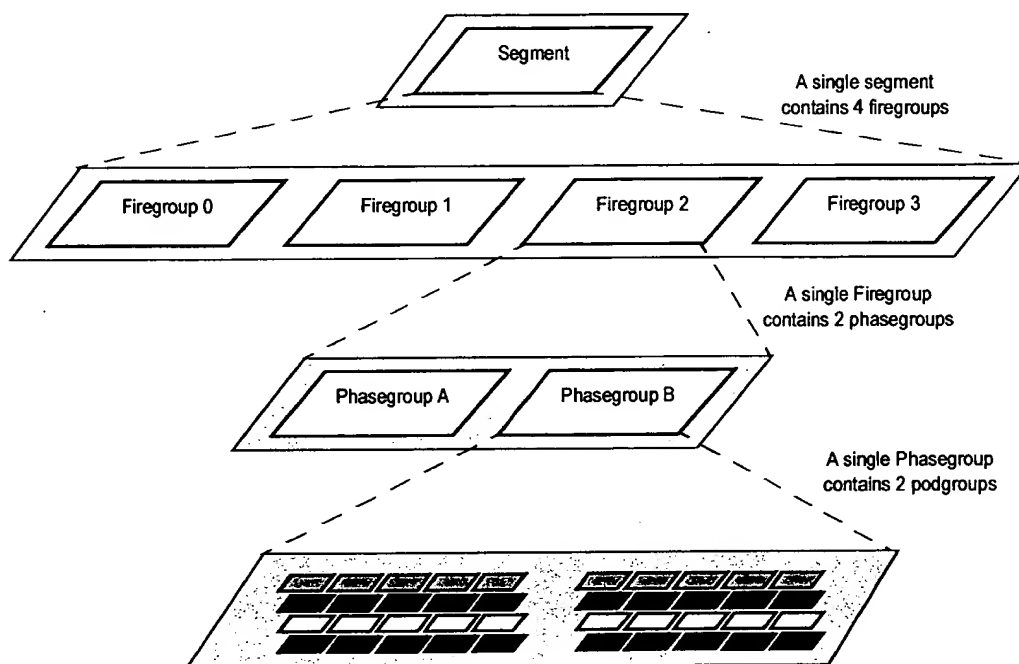 Segment
A single segment
contains 4 firegroups
Firegroup 0
Firegroup 1
Firegroup 2
Firegroup 3
A single Firegroup
contains 2 phasegroups
Phasegroup A
Phasegroup B
A single Phasegroup
contains 2 podgroups